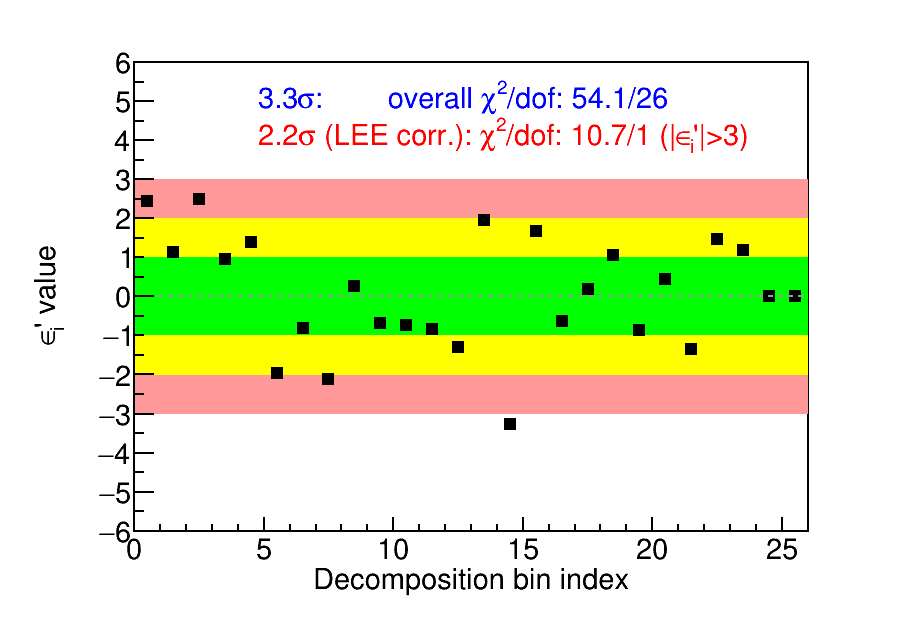 3.3σ: overall χ²/dof: 54.1/26
2.2σ (LEE corr.): χ²/dof: 10.7/1 (|ϵᵢ'|>3)
6
5
4
3
2
1
0
−1
−2
−3
−4
−5
−6
ϵᵢ' value
0 5 10 15 20 25
Decomposition bin index